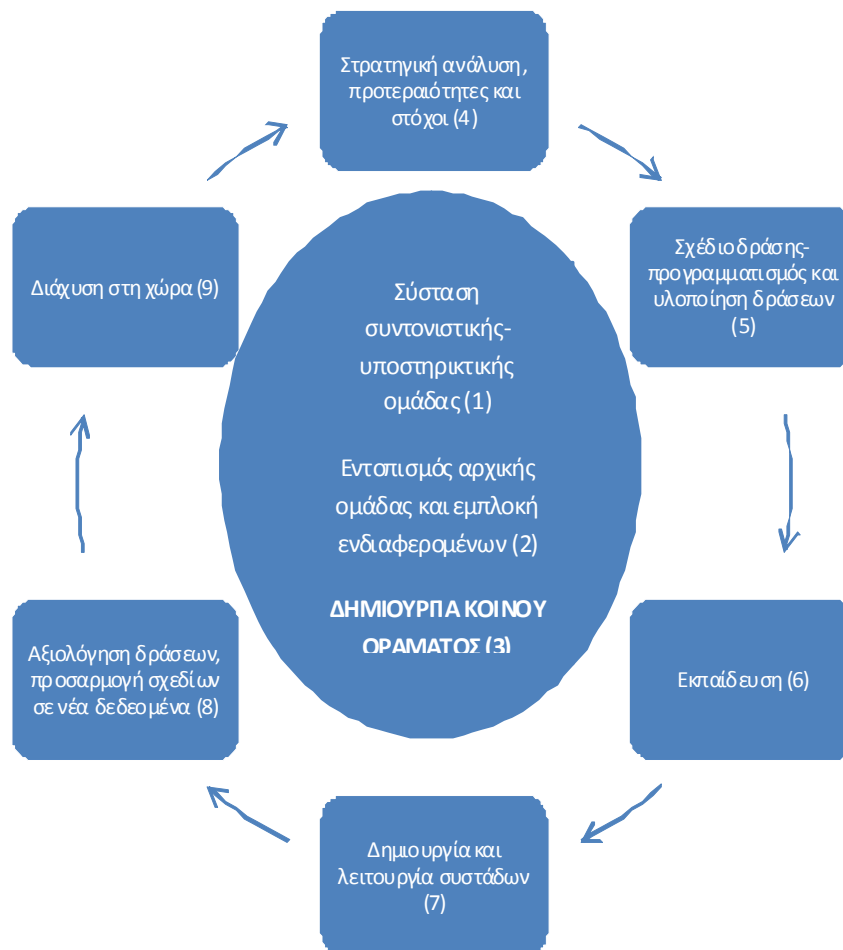 Στρατηγική ανάλυση,
προτεραιότητες και
στόχοι (4)
Σχέδιο δράσης-
προγραμματισμός και
υλοποίηση δράσεων
(5)
Εκπαίδευση (6)
Δημιουργία και
λειτουργία συστάδων
(7)
Αξιολόγηση δράσεων,
προσαρμογή σχεδίων
σε νέα δεδεομένα (8)
Διάχυση στη χώρα (9)
Σύσταση
συντονιστικής-
υποστηρικτικής
ομάδας (1)
Εντοπισμός αρχικής
ομάδας και εμπλοκή
ενδιαφερομένων (2)
ΔΗΜΙΟΥΡΓΙΑ ΚΟΙΝΟΥ
ΟΡΑΜΑΤΟΣ (3)